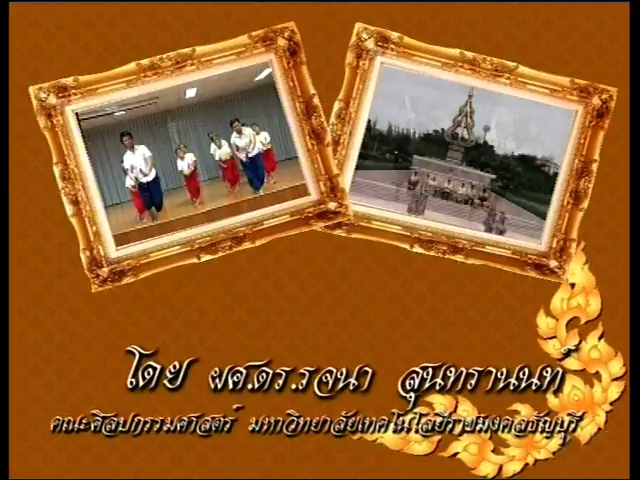 โดย ผศ.ดร.รจนา สุนทรานนท์
คณะศิลปกรรมศาสตร์ มหาวิทยาลัยเทคโนโลยีราชมงคลธัญบุรี